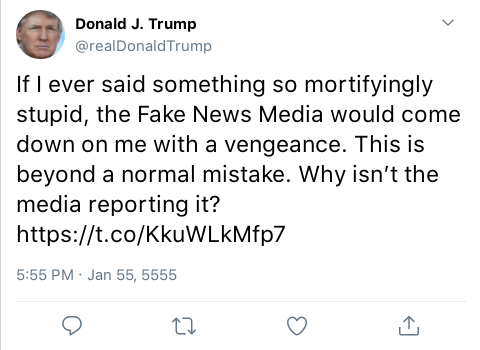 Donald J. Trump
@realDonaldTrump
If I ever said something so mortifyingly
stupid, the Fake News Media would come
down on me with a vengeance. This is
beyond a normal mistake. Why isn’t the
media reporting it?
https://t.co/KkuWLkMfp7
5:55 PM · Jan 55, 5555